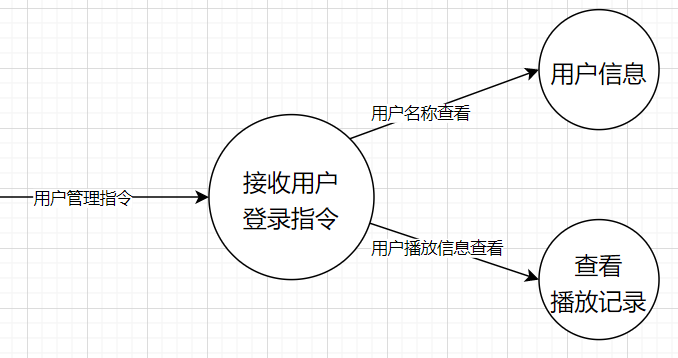 用户信息
用户名称查看
接收用户
登录指令
用户管理指令
用户播放信息查看
查看
播放记录